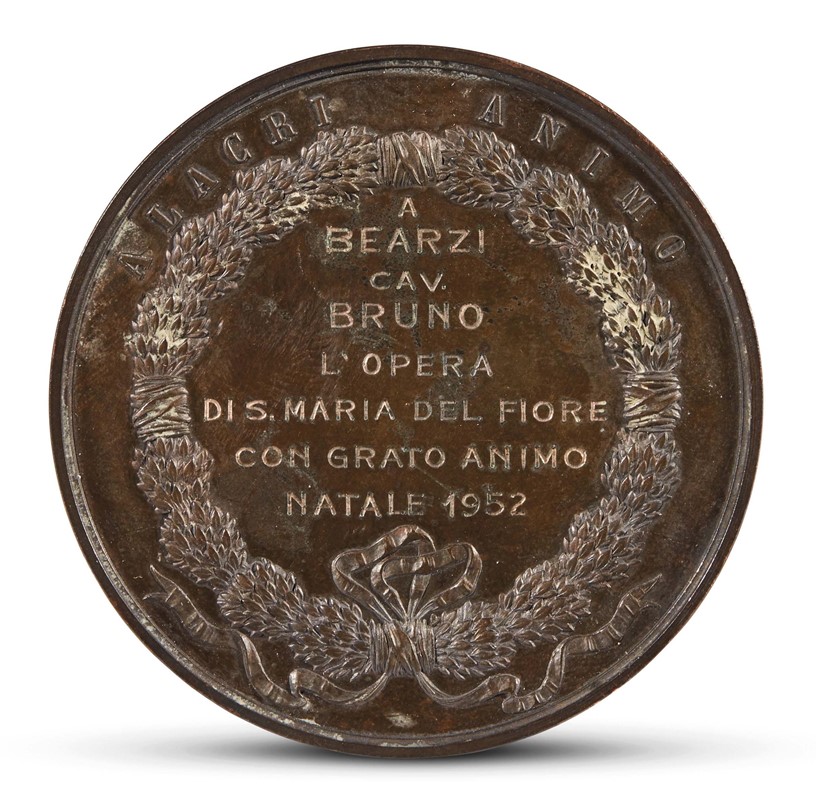 ALACRI ANIMO
A
BEARZI
CAV.
BRUNO
L'OPERA
DI S. MARIA DEL FIORE
CON GRATO ANIMO
NATALE 1952